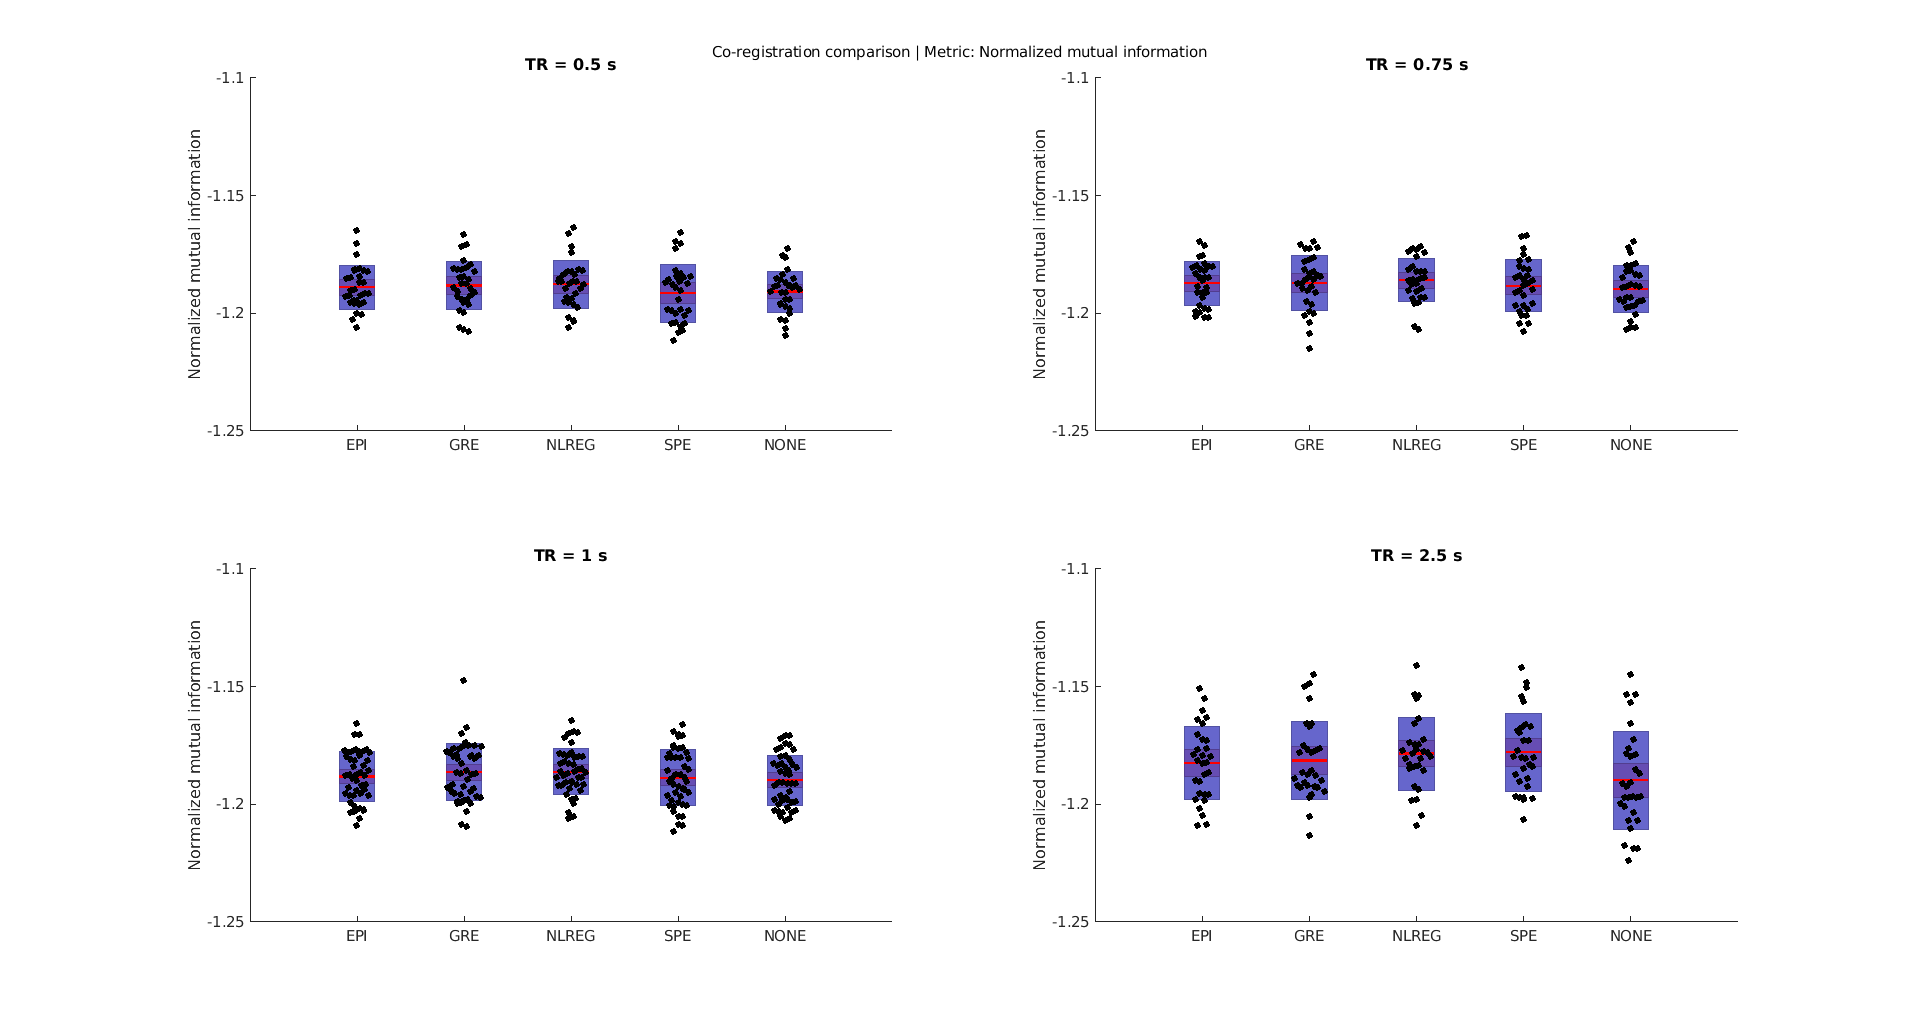 Co-registration comparison | Metric: Normalized mutual information
TR = 0.5 s
Normalized mutual information
-1.1
-1.15
-1.2
-1.25
EPI GRE NLREG SPE NONE
TR = 0.75 s
Normalized mutual information
-1.1
-1.15
-1.2
-1.25
EPI GRE NLREG SPE NONE
TR = 1 s
Normalized mutual information
-1.1
-1.15
-1.2
-1.25
EPI GRE NLREG SPE NONE
TR = 2.5 s
Normalized mutual information
-1.1
-1.15
-1.2
-1.25
EPI GRE NLREG SPE NONE